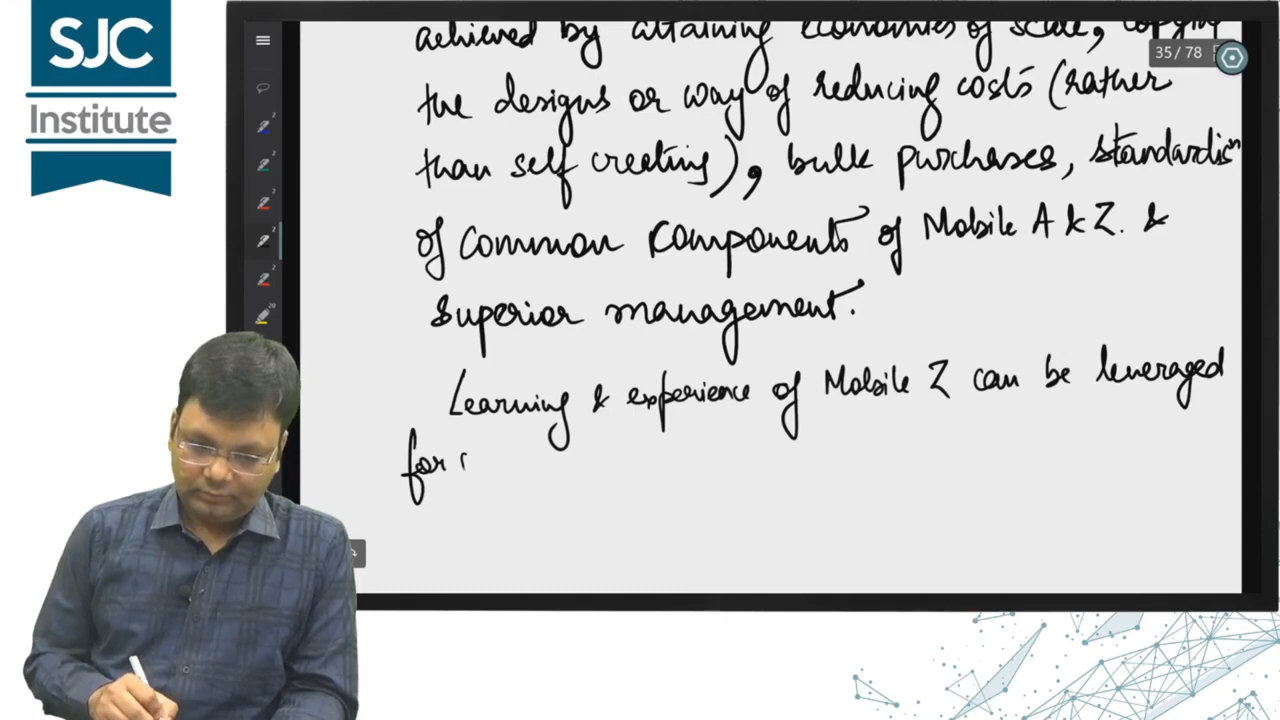 SJC
Institute
35 / 78
achieved by attaining economies of scale, copying
the designs or way of reducing costs (rather
than self creating), bulk purchases, standardisn
of common components of Mobile A & Z. &
superior management.
Learning & experience of Mobile Z can be leveraged
for